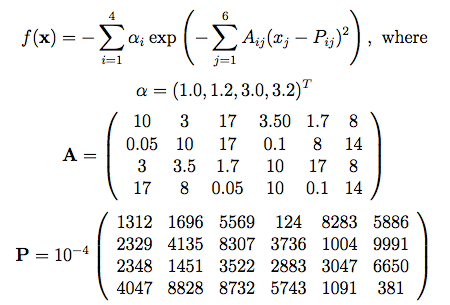 f(x) = − ∑_{i=1}^{4} α_i exp ( − ∑_{j=1}^{6} A_{ij}(x_j − P_{ij})² ) , where
α = (1.0, 1.2, 3.0, 3.2)^T
A = ( 10 3 17 3.50 1.7 8
0.05 10 17 0.1 8 14
3 3.5 1.7 10 17 8
17 8 0.05 10 0.1 14 )
P = 10^{−4} ( 1312 1696 5569 124 8283 5886
2329 4135 8307 3736 1004 9991
2348 1451 3522 2883 3047 6650
4047 8828 8732 5743 1091 381 )